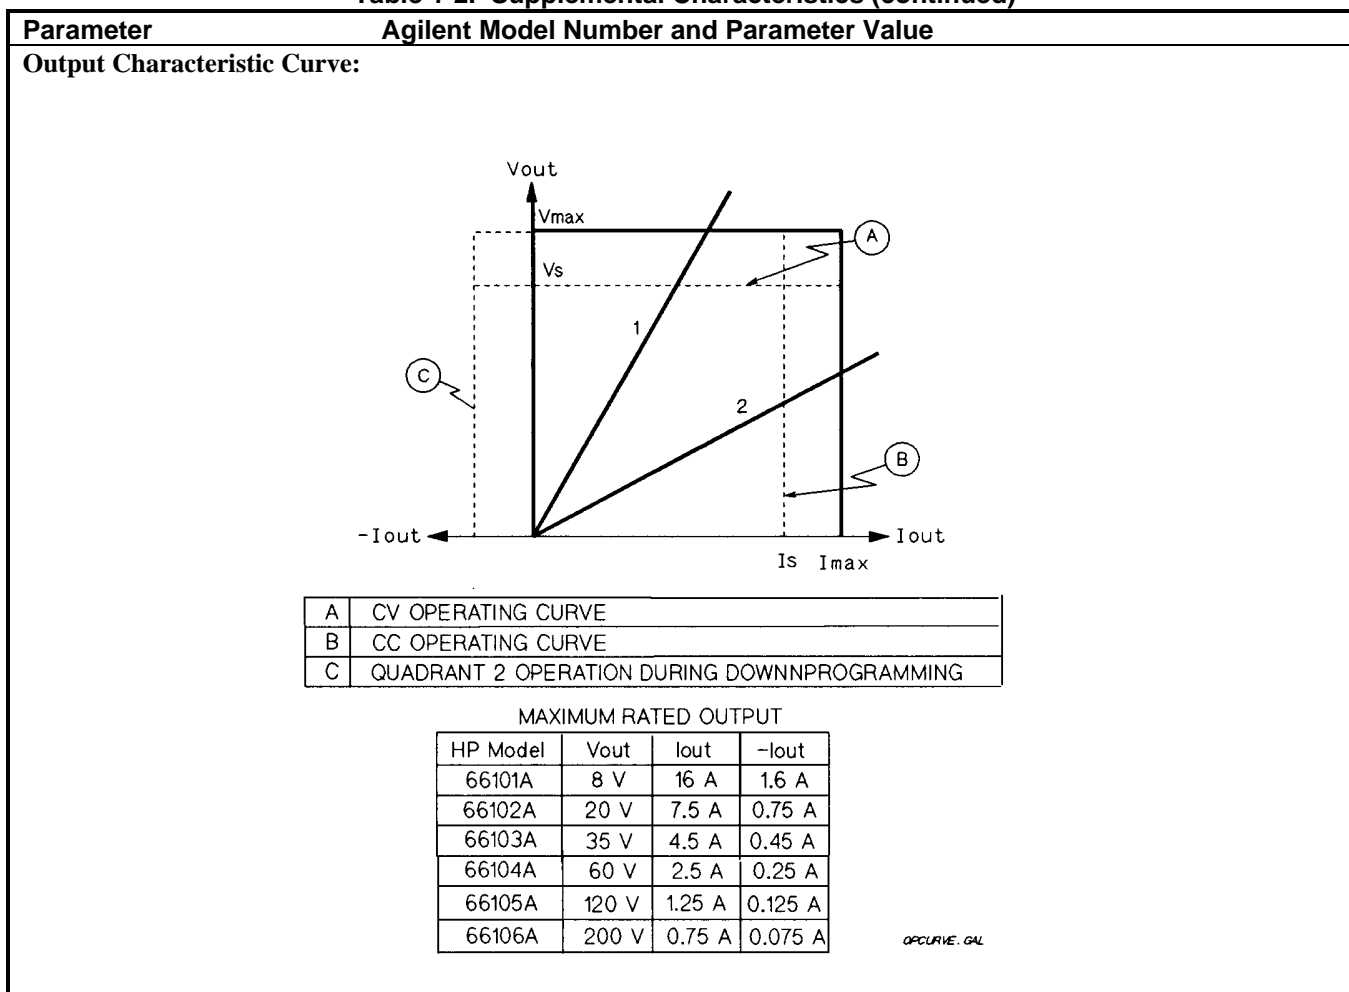 Table 1-2. Supplemental Characteristics (continued)
Parameter Agilent Model Number and Parameter Value
Output Characteristic Curve:
Vout
Vmax
A
Vs
1
C
2
B
-Iout Iout
Is Imax
A CV OPERATING CURVE
B CC OPERATING CURVE
C QUADRANT 2 OPERATION DURING DOWNNPROGRAMMING
MAXIMUM RATED OUTPUT
HP Model Vout Iout -Iout
66101A 8 V 16 A 1.6 A
66102A 20 V 7.5 A 0.75 A
66103A 35 V 4.5 A 0.45 A
66104A 60 V 2.5 A 0.25 A
66105A 120 V 1.25 A 0.125 A
66106A 200 V 0.75 A 0.075 A
OPCURVE.GAL